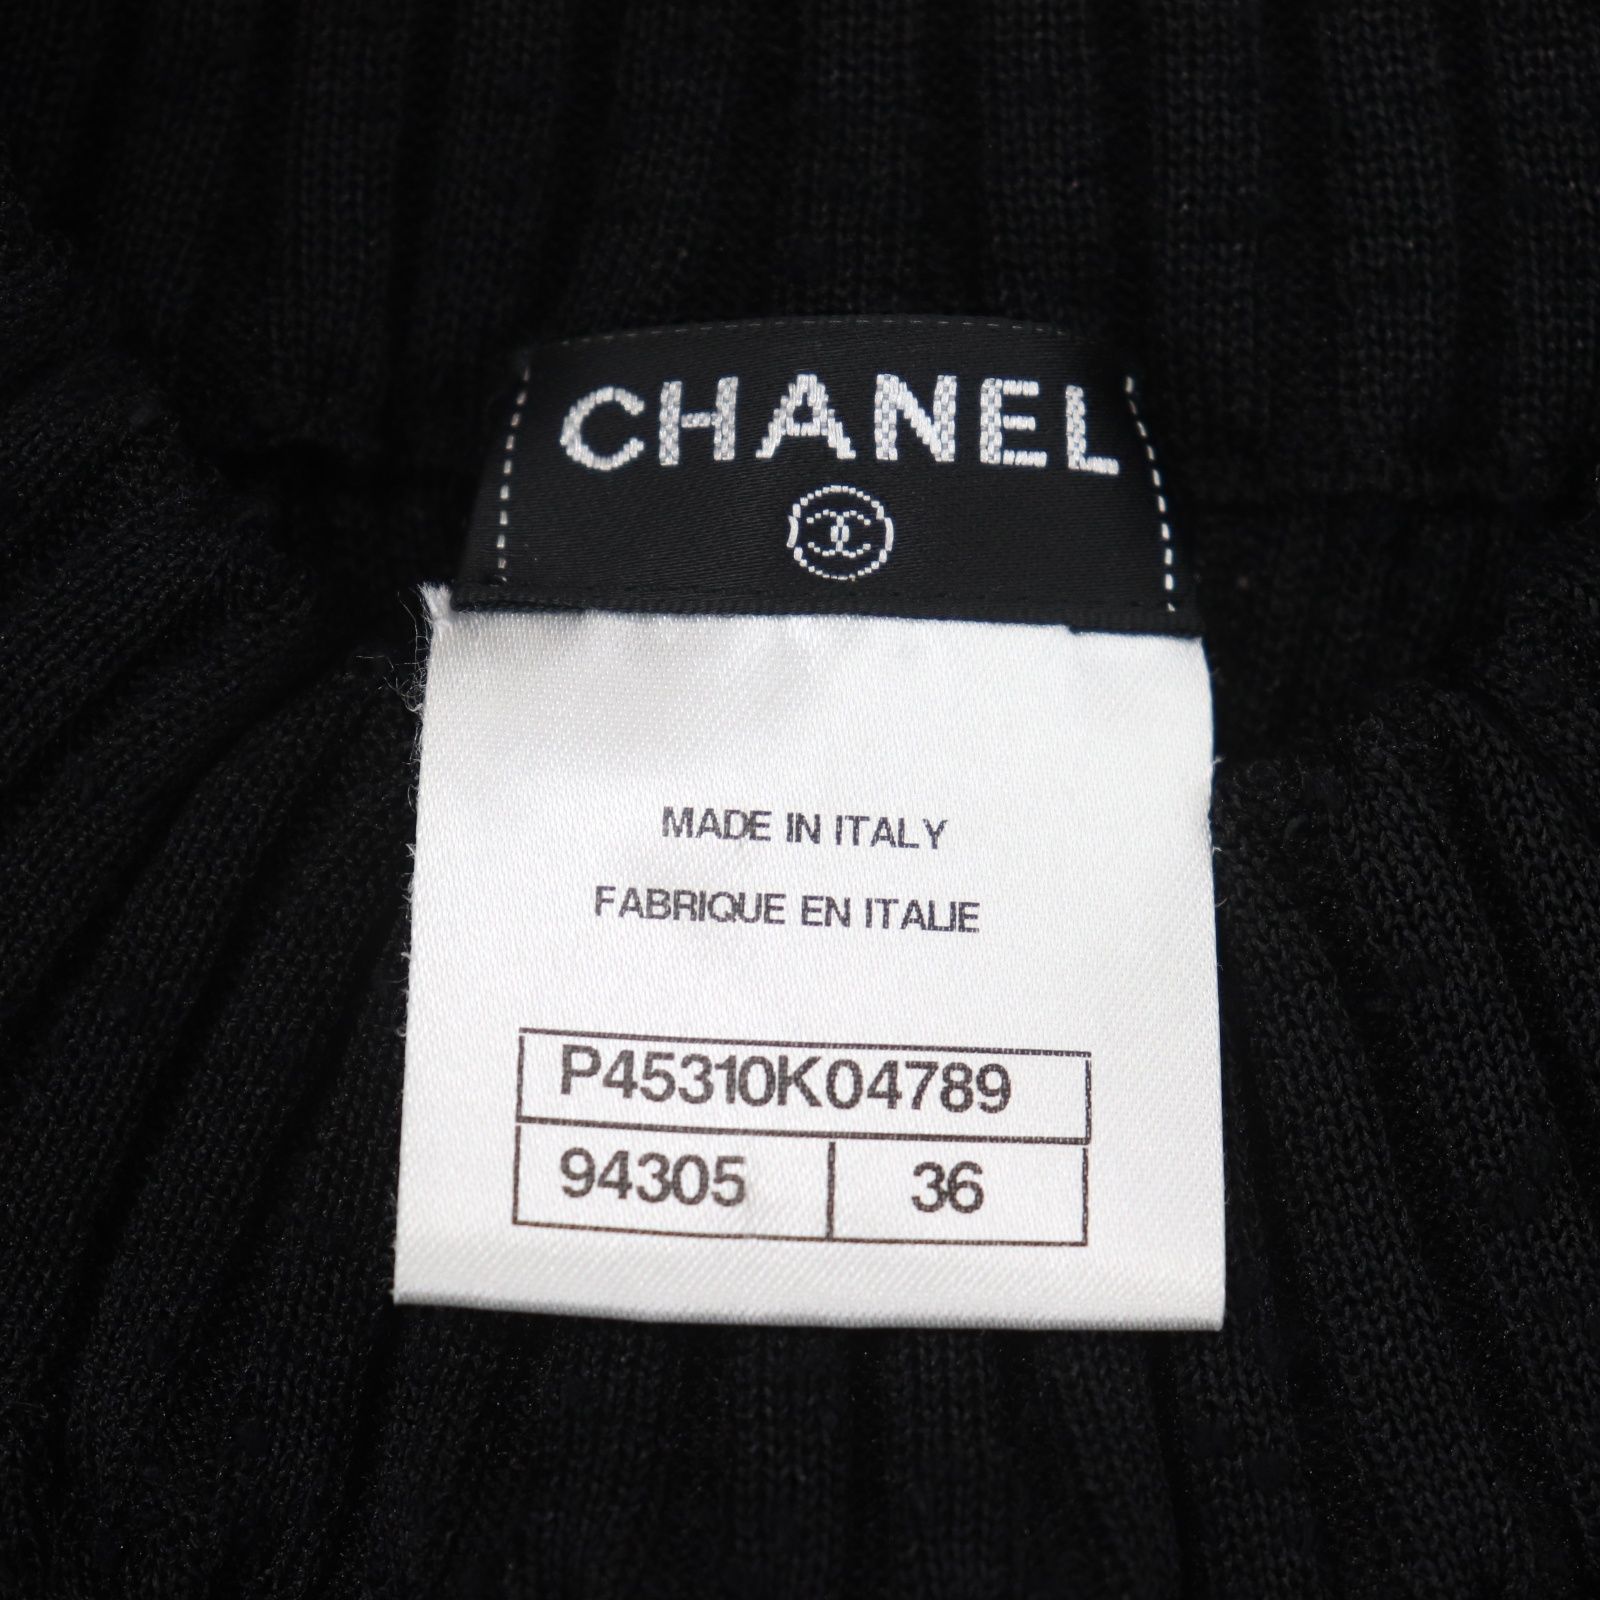 CHANEL
MADE IN ITALY
FABRIQUE EN ITALIE
P45310K04789
94305 36